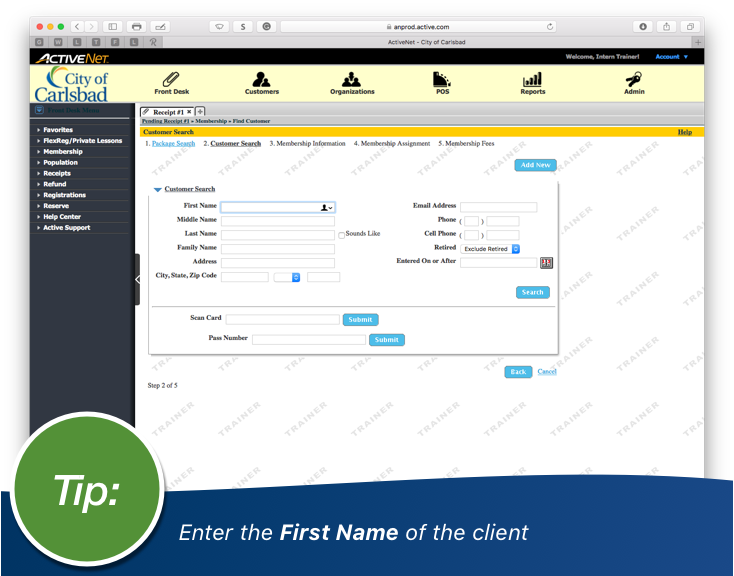 anprod.active.com
S
G
G W L T F L R
ActiveNet - City of Carlsbad
+
ACTIVENet
Welcome, Intern Trainer!
Account
City of
Carlsbad
Front Desk
Customers
Organizations
POS
Reports
Admin
Favorites
FlexReg/Private Lessons
Membership
Population
Receipts
Refund
Registrations
Reserve
Help Center
Active Support
Receipt #1 × +
Pending Receipt #1 » Membership » Find Customer
Customer Search
Help
1. Package Search 2. Customer Search 3. Membership Information 4. Membership Assignment 5. Membership Fees
Add New
Customer Search
First Name
Middle Name
Last Name
Sounds Like
Family Name
Address
City, State, Zip Code
Email Address
Phone ( )
Cell Phone ( )
Retired Exclude Retired
Entered On or After
Search
Scan Card Submit
Pass Number Submit
Back Cancel
Step 2 of 5
TRAINER
Tip:
Enter the First Name of the client